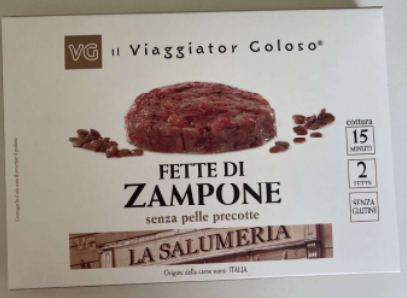 VG Il Viaggiator Goloso®
cottura
15
MINUTI
2
FETTE
SENZA
GLUTINE
FETTE DI
ZAMPONE
senza pelle precotte
LA SALUMERIA
Origine della carne suina: ITALIA